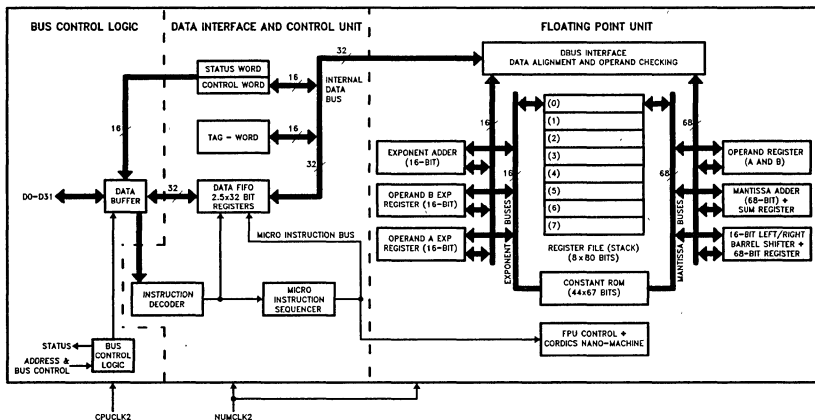 BUS CONTROL LOGIC
DATA INTERFACE AND CONTROL UNIT
FLOATING POINT UNIT
STATUS WORD
CONTROL WORD
16
32
INTERNAL
DATA
BUS
DBUS INTERFACE
DATA ALIGNMENT AND OPERAND CHECKING
16
TAG - WORD
16
32
D0-D31
DATA
BUFFER
32
DATA FIFO
2.5x32 BIT
REGISTERS
MICRO INSTRUCTION BUS
INSTRUCTION
DECODER
MICRO
INSTRUCTION
SEQUENCER
STATUS
ADDRESS &
BUS CONTROL
BUS
CONTROL
LOGIC
CPUCLK2
NUMCLK2
16
EXPONENT ADDER
(16-BIT)
OPERAND B EXP
REGISTER (16-BIT)
OPERAND A EXP
REGISTER (16-BIT)
16
EXPONENT BUSES
(0)
(1)
(2)
(3)
(4)
(5)
(6)
(7)
REGISTER FILE (STACK)
(8x80 BITS)
CONSTANT ROM
(44x67 BITS)
FPU CONTROL +
CORDICS NANO-MACHINE
68
68
MANTISSA BUSES
OPERAND REGISTER
(A AND B)
MANTISSA ADDER
(68-BIT) +
SUM REGISTER
16-BIT LEFT/RIGHT
BARREL SHIFTER +
68-BIT REGISTER